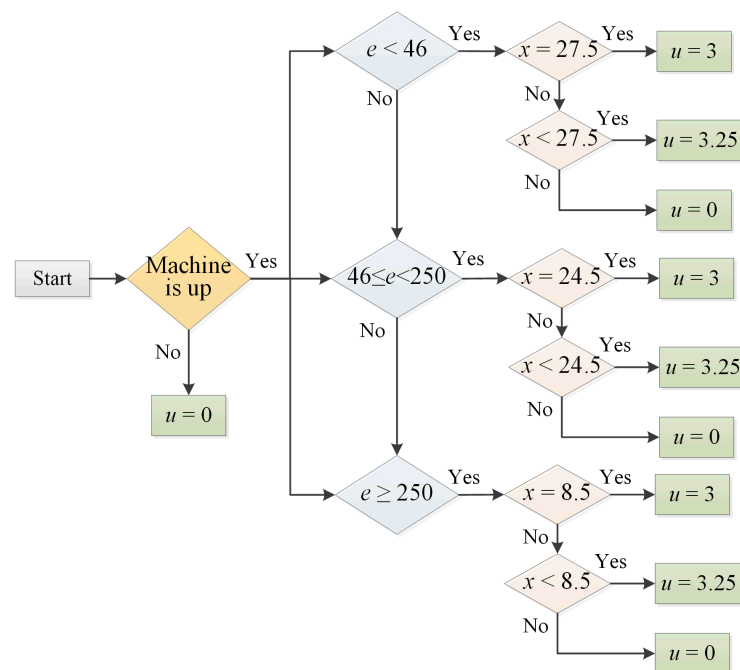 e < 46
Yes
x = 27.5
Yes
u = 3
No
No
x < 27.5
Yes
u = 3.25
No
u = 0
Start
Machine
is up
Yes
46≤e<250
Yes
x = 24.5
Yes
u = 3
No
No
No
x < 24.5
Yes
u = 3.25
No
u = 0
u = 0
e ≥ 250
Yes
x = 8.5
Yes
u = 3
No
x < 8.5
Yes
u = 3.25
No
u = 0